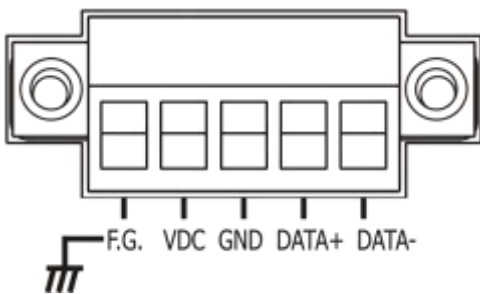 F.G. VDC GND DATA+ DATA-